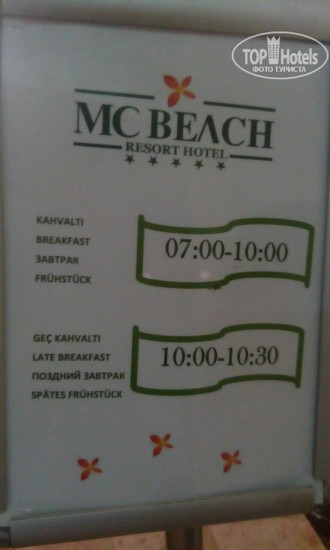 TOP Hotels
ФОТО ТУРИСТА
MC BEACH
RESORT HOTEL
KAHVALTI
BREAKFAST
ЗАВТРАК
FRÜHSTÜCK
07:00-10:00
GEÇ KAHVALTI
LATE BREAKFAST
ПОЗДНИЙ ЗАВТРАК
SPÄTES FRÜHSTÜCK
10:00-10:30